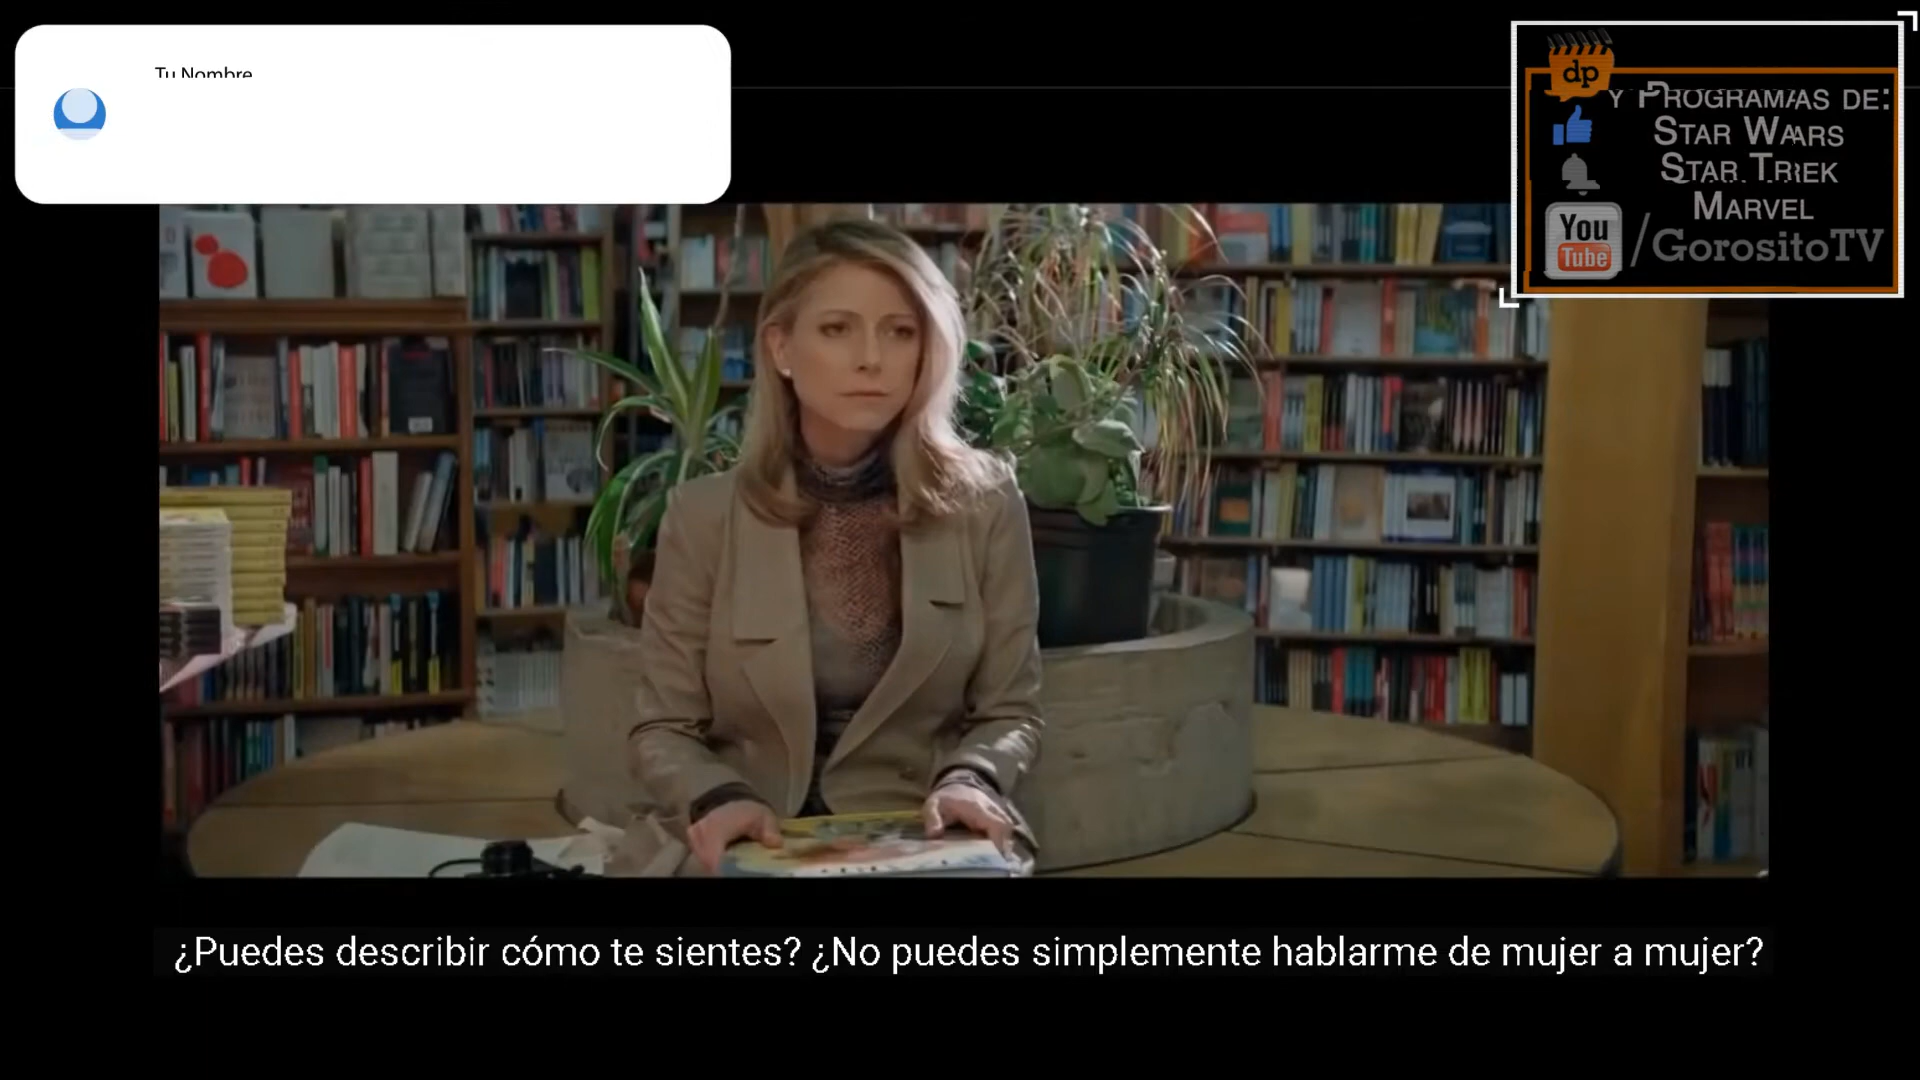 Tu Nombre
dp
y Programas de:
Star Wars
Star Trek
Marvel
You
Tube
/GorositoTV
¿Puedes describir cómo te sientes? ¿No puedes simplemente hablarme de mujer a mujer?